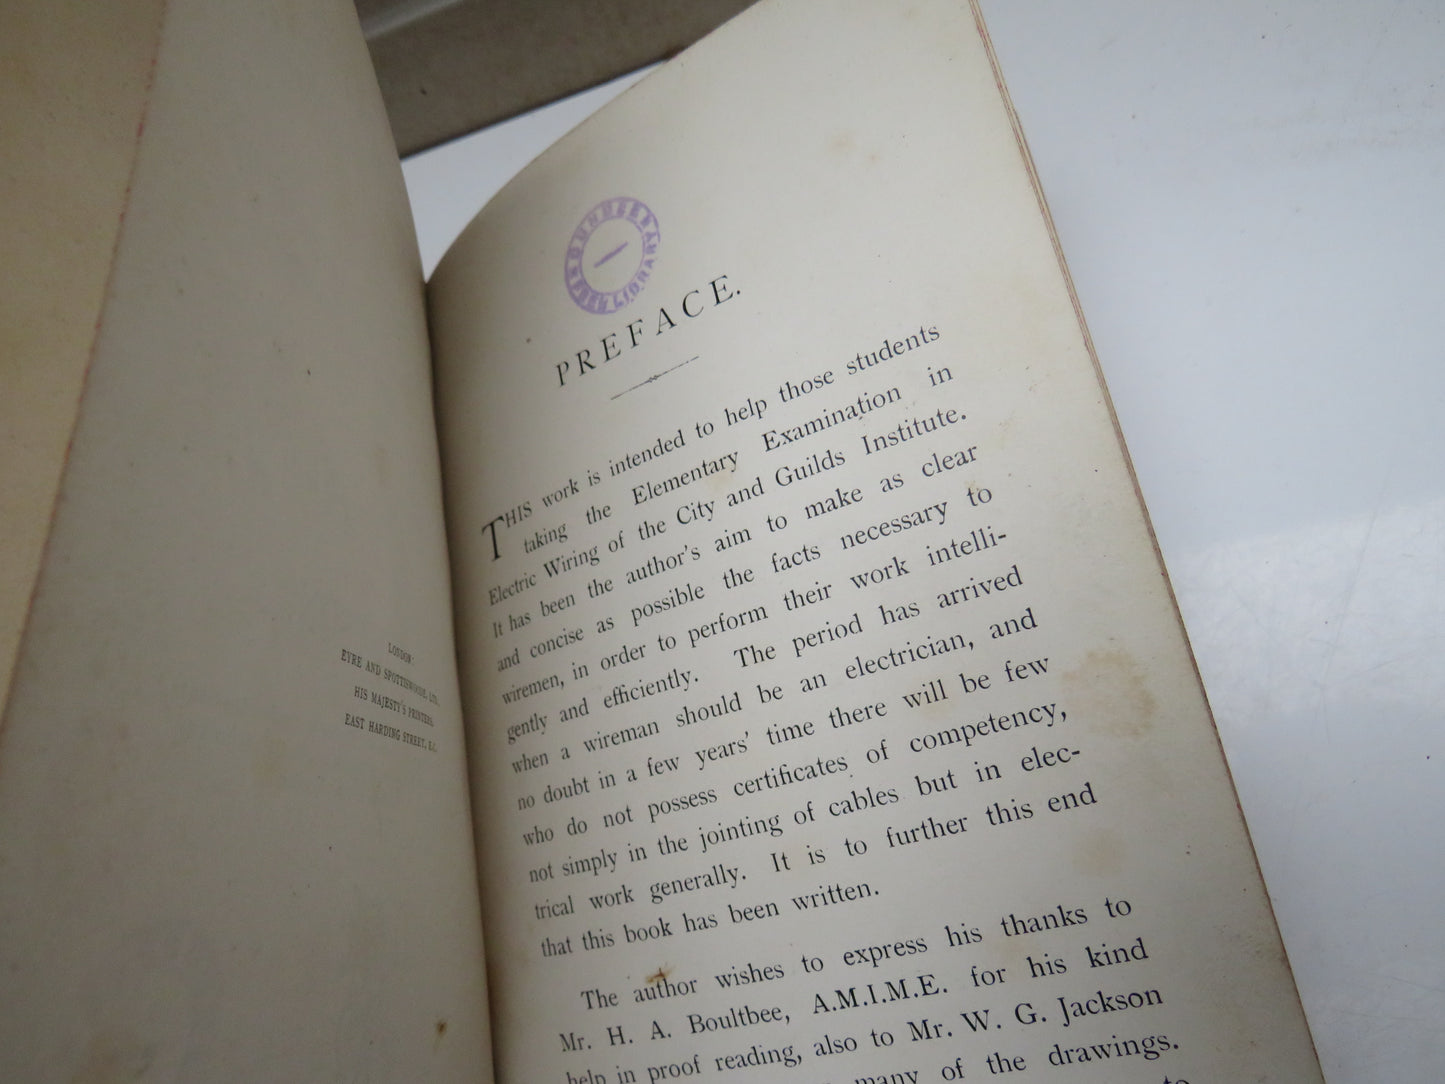 LONDON:
EYRE AND SPOTTISWOODE, LTD.,
HIS MAJESTY'S PRINTERS,
EAST HARDING STREET, E.C.
PREFACE.
THIS work is intended to help those students
taking the Elementary Examination in
Electric Wiring of the City and Guilds Institute.
It has been the author's aim to make as clear
and concise as possible the facts necessary to
wiremen, in order to perform their work intelli-
gently and efficiently. The period has arrived
when a wireman should be an electrician, and
no doubt in a few years' time there will be few
who do not possess certificates of competency,
not simply in the jointing of cables but in elec-
trical work generally. It is to further this end
that this book has been written.
The author wishes to express his thanks to
Mr. H. A. Boultbee, A.M.I.M.E. for his kind
help in proof reading, also to Mr. W. G. Jackson
many of the drawings.
to